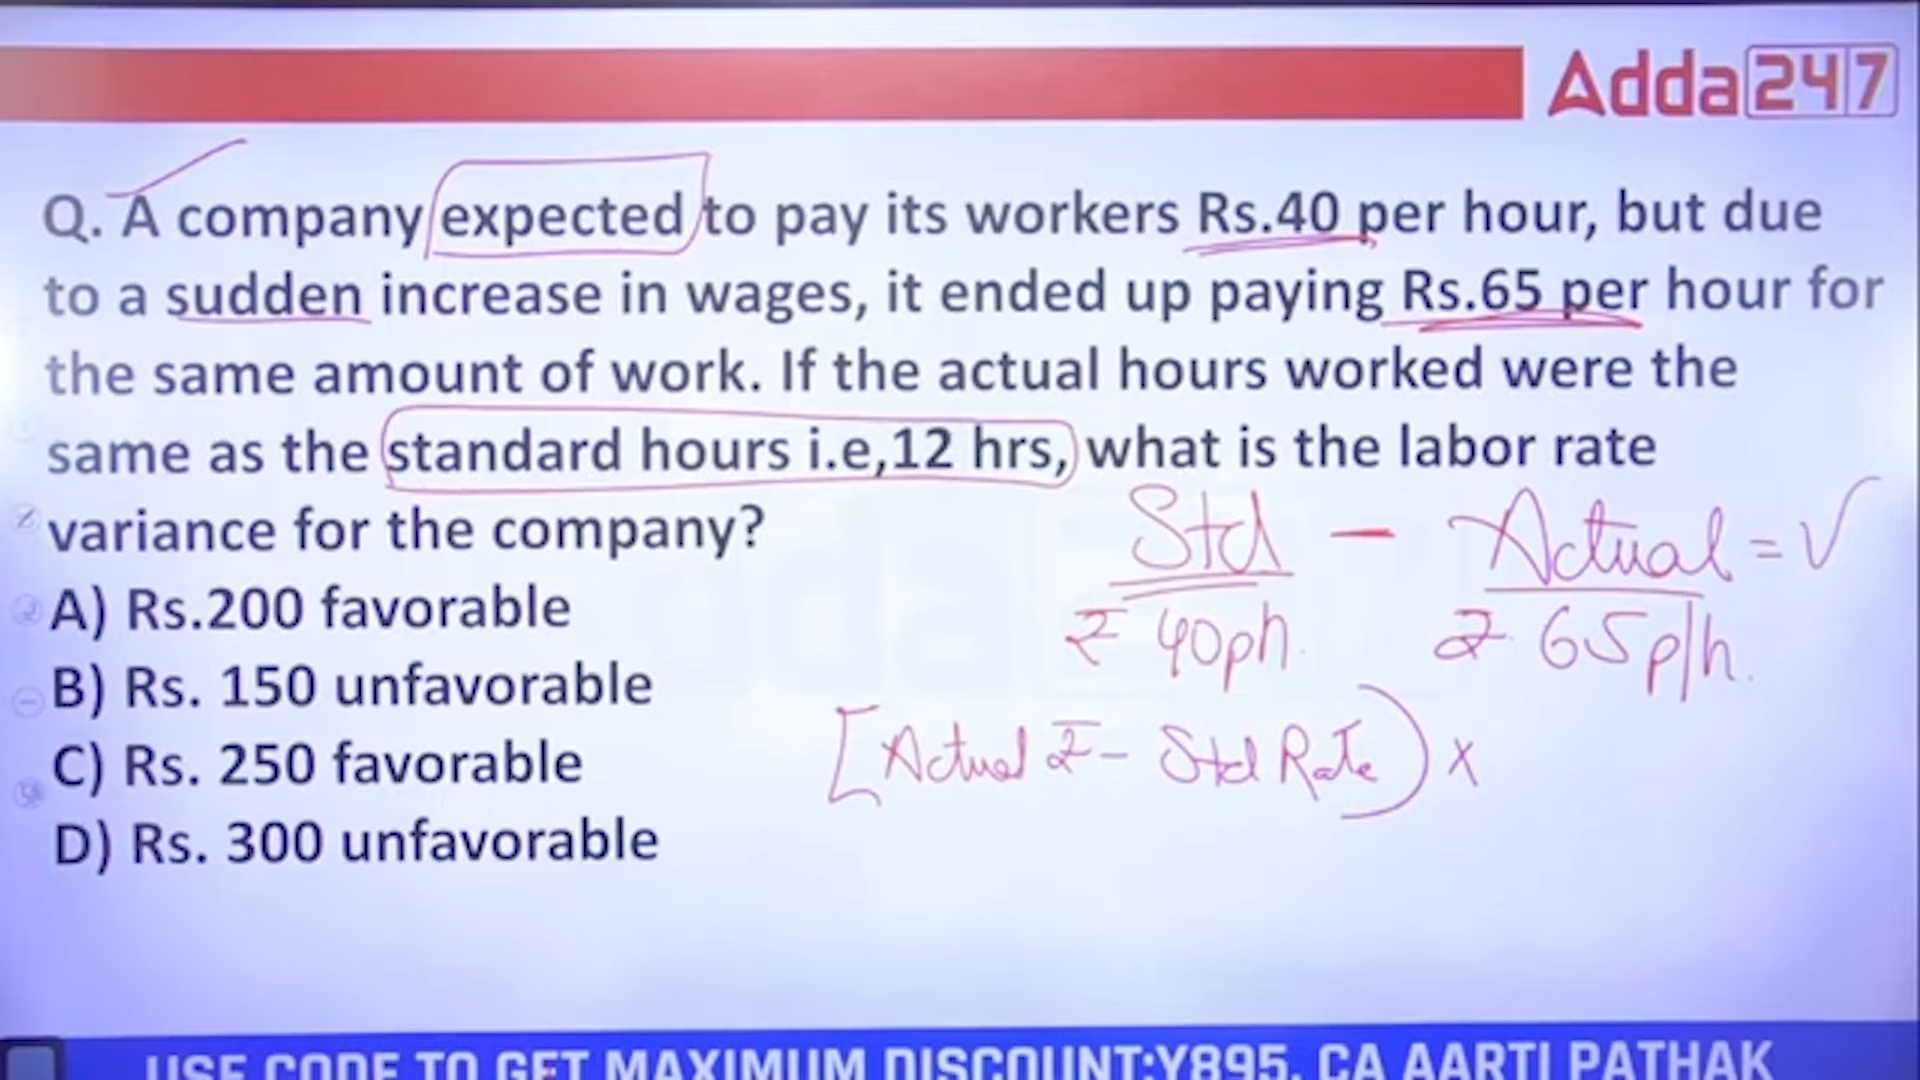 Adda247
Q. A company expected to pay its workers Rs.40 per hour, but due
to a sudden increase in wages, it ended up paying Rs.65 per hour for
the same amount of work. If the actual hours worked were the
same as the standard hours i.e,12 hrs, what is the labor rate
variance for the company?
Std – Actual = √
₹ 40ph. ₹ 65p/h.
A) Rs.200 favorable
B) Rs. 150 unfavorable
[Actual ₹ – Std Rate) x
C) Rs. 250 favorable
D) Rs. 300 unfavorable
USE CODE TO GET MAXIMUM DISCOUNT:Y895, CA AARTI PATHAK